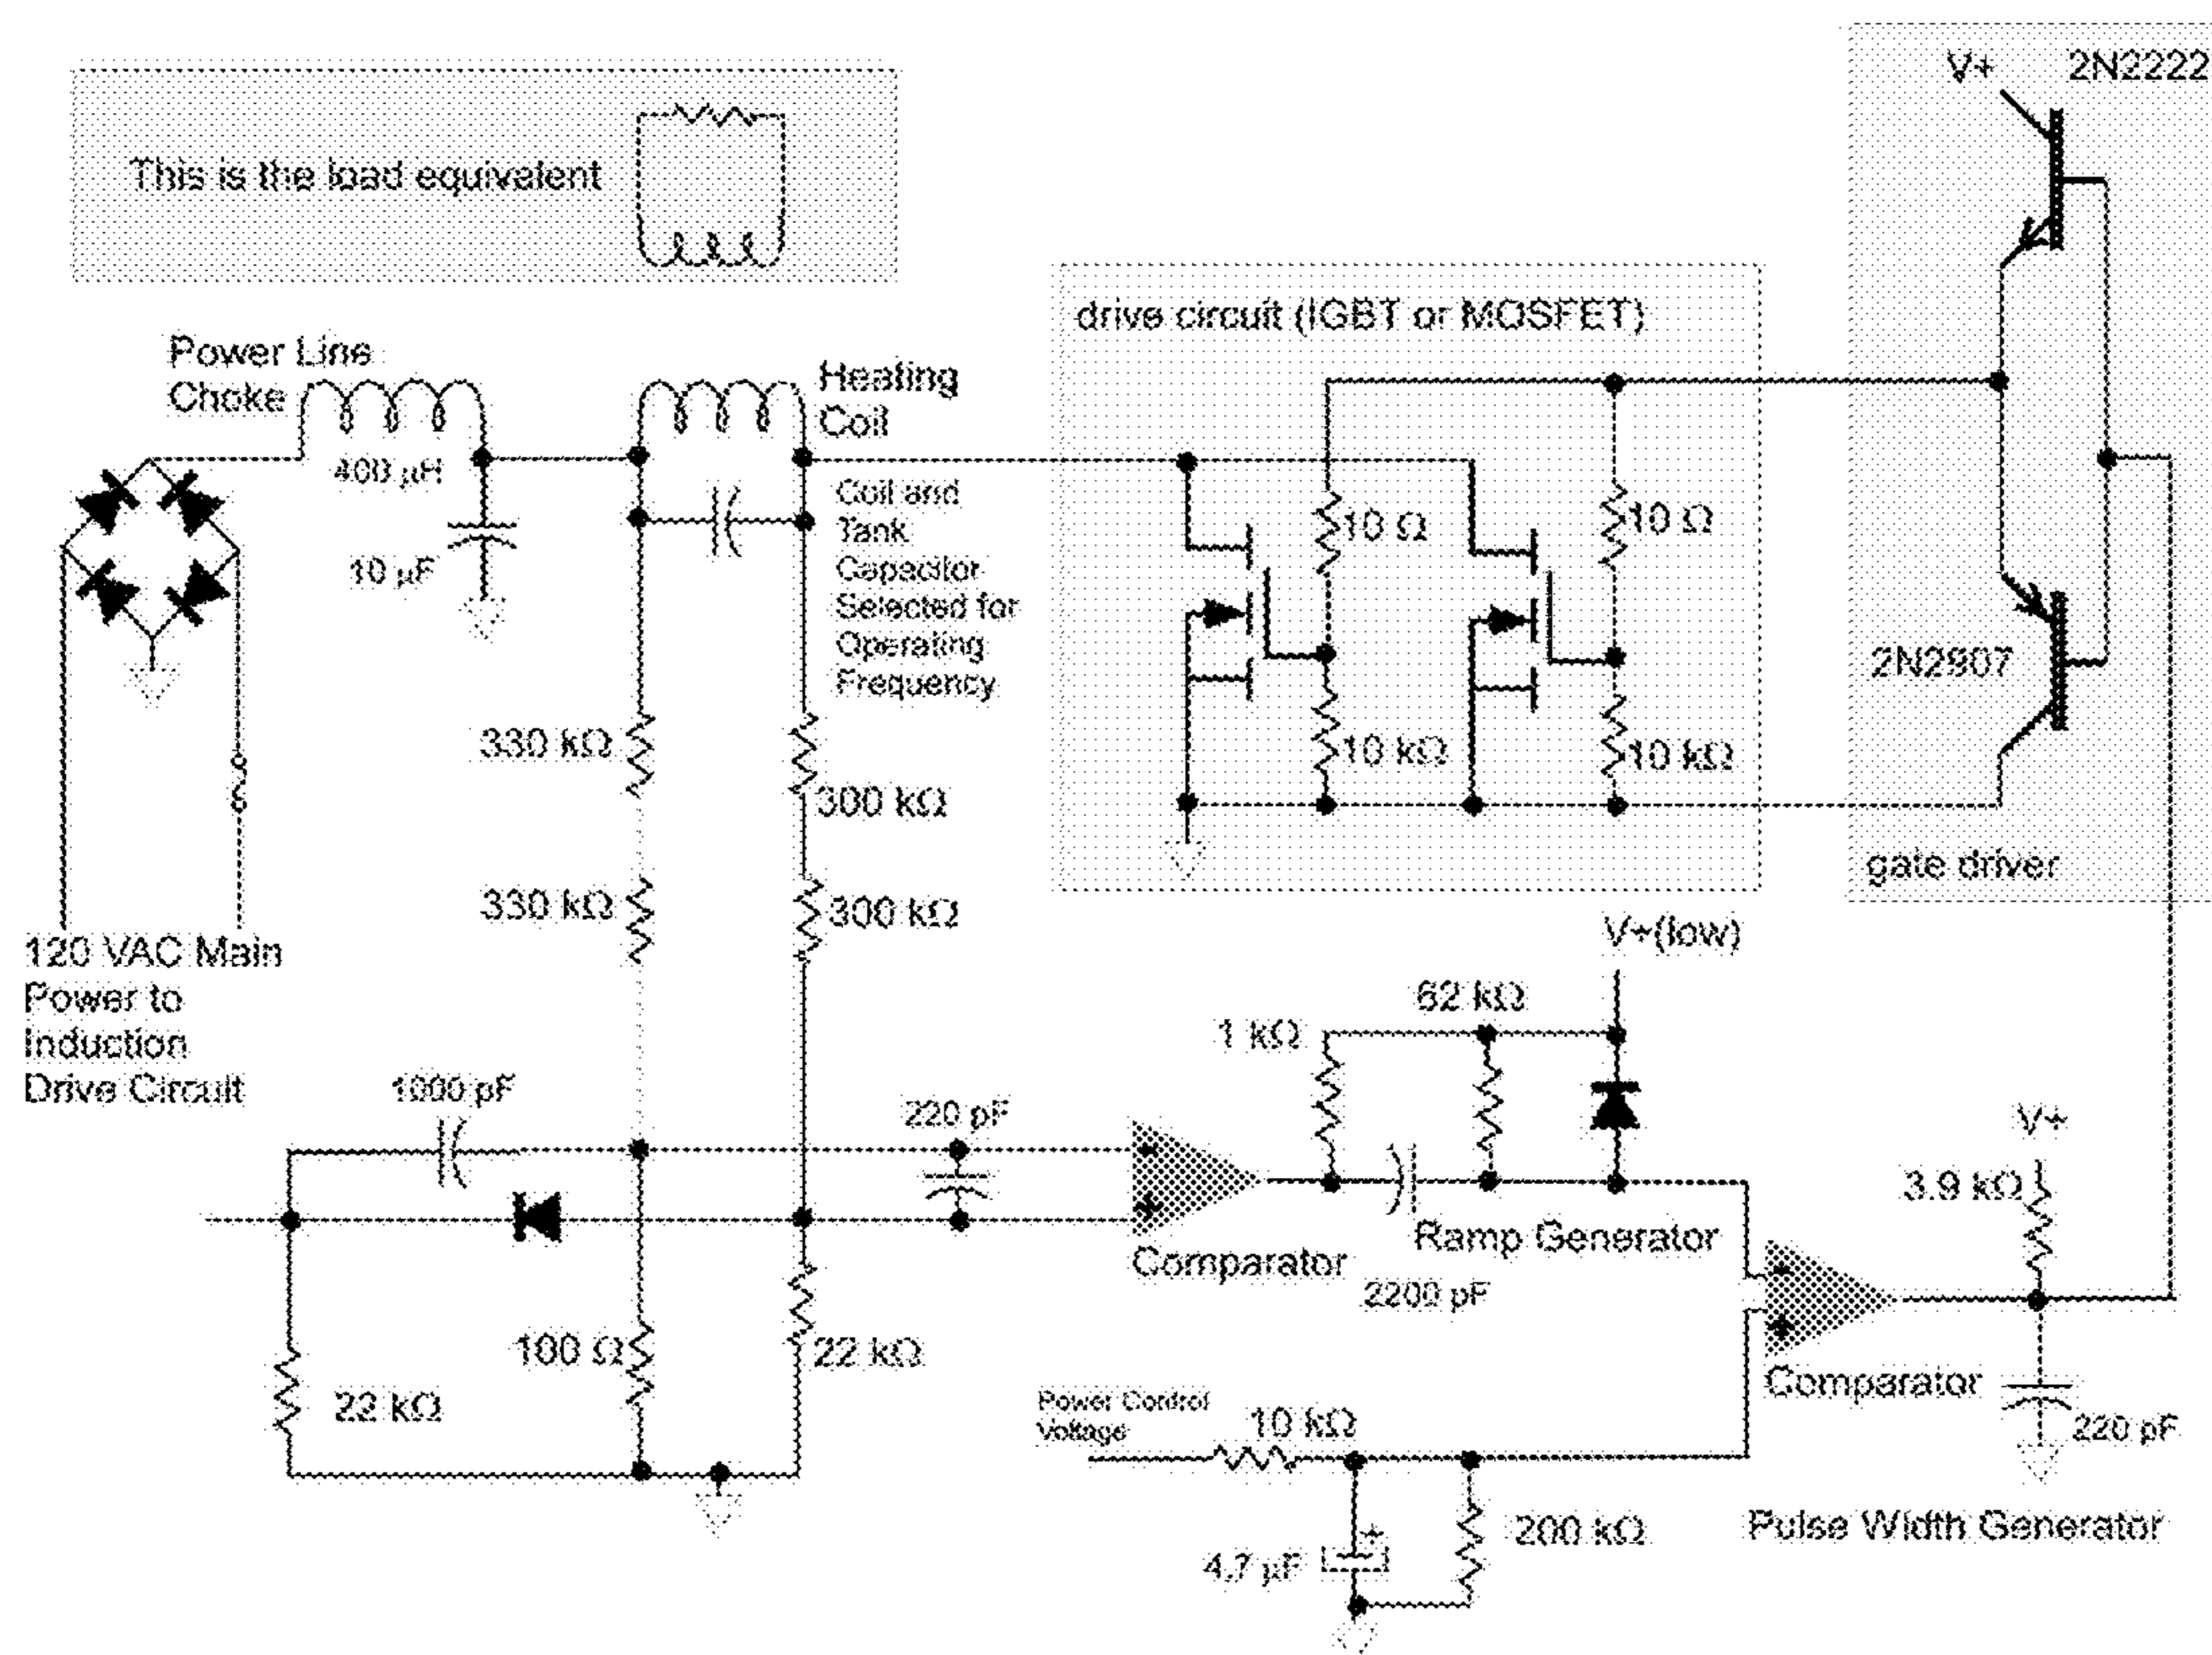 V+ 2N2222
This is the load equivalent
drive circuit (IGBT or MOSFET)
Power Line
Choke
Heating
Coil
400 µH
10 µF
Coil and
Tank
Capacitor
Selected for
Operating
Frequency
10 Ω
10 Ω
10 kΩ
10 kΩ
2N2907
gate driver
330 kΩ
300 kΩ
330 kΩ
300 kΩ
120 VAC Main
Power to
Induction
Drive Circuit
V+(low)
62 kΩ
1 kΩ
1000 pF
220 pF
-
+
Comparator
Ramp Generator
2200 pF
V+
3.9 kΩ
-
+
Comparator
220 pF
100 Ω
22 kΩ
22 kΩ
Power Control
Voltage
10 kΩ
+
4.7 µF
200 kΩ
Pulse Width Generator